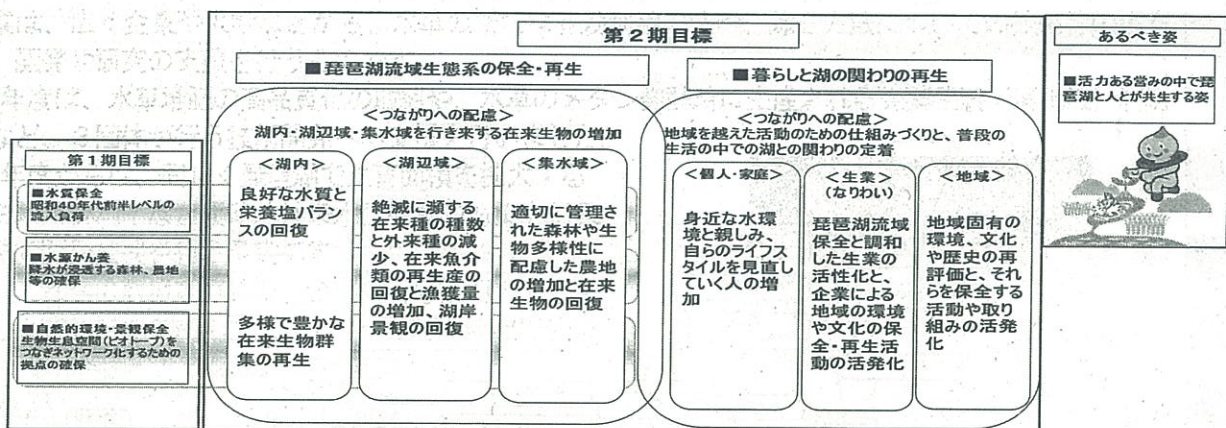 第1期目標
■水質保全
昭和40年代前半レベルの
流入負荷
■水源かん養
降水が浸透する森林、農地
等の確保
■自然的環境・景観保全
生物生息空間(ビオトープ)を
つなぎネットワーク化するための
拠点の確保
第2期目標
■琵琶湖流域生態系の保全・再生
<つながりへの配慮>
湖内・湖辺域・集水域を行き来する在来生物の増加
<湖内>
良好な水質と
栄養塩バラン
スの回復
多様で豊かな
在来生物群
集の再生
<湖辺域>
絶滅に瀕する
在来種の種数
と外来種の減
少、在来魚介
類の再生産の
回復と漁獲量
の増加、湖岸
景観の回復
<集水域>
適切に管理さ
れた森林や生
物多様性に
配慮した農地
の増加と在来
生物の回復
■暮らしと湖の関わりの再生
<つながりへの配慮>
地域を越えた活動のための仕組みづくりと、普段の
生活の中での湖との関わりの定着
<個人・家庭>
身近な水環
境と親しみ、
自らのライフス
タイルを見直し
ていく人の増
加
<生業>
(なりわい)
琵琶湖流域
保全と調和
した生業の
活性化と、
企業による
地域の環境
や文化の保
全・再生活
動の活発化
<地域>
地域固有の
環境、文化
や歴史の再
評価と、それ
らを保全する
活動や取り
組みの活発
化
あるべき姿
■活力ある営みの中で琵
琶湖と人とが共生する姿